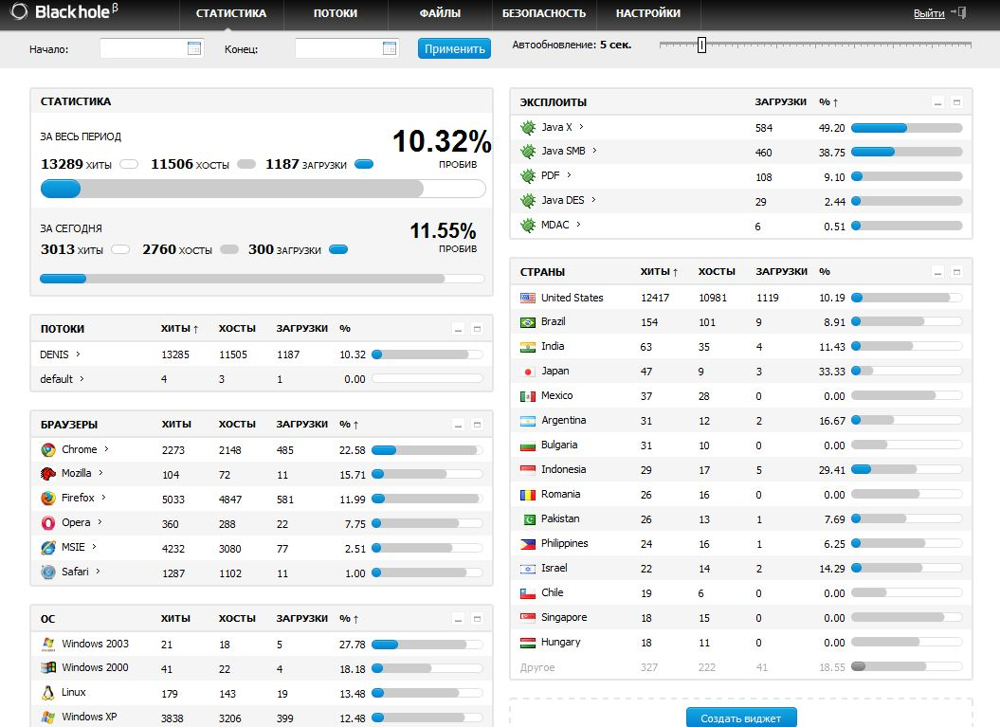 Blackhole β
СТАТИСТИКА ПОТОКИ ФАЙЛЫ БЕЗОПАСНОСТЬ НАСТРОЙКИ Выйти
Начало: Конец: Применить Автообновление: 5 сек.
СТАТИСТИКА
ЗА ВЕСЬ ПЕРИОД
10.32%
13289 ХИТЫ 11506 ХОСТЫ 1187 ЗАГРУЗКИ ПРОБИВ
ЗА СЕГОДНЯ
11.55%
3013 ХИТЫ 2760 ХОСТЫ 300 ЗАГРУЗКИ ПРОБИВ
ПОТОКИ ХИТЫ ↑ ХОСТЫ ЗАГРУЗКИ %
DENIS › 13285 11505 1187 10.32
default › 4 3 1 0.00
БРАУЗЕРЫ ХИТЫ ХОСТЫ ЗАГРУЗКИ % ↑
Chrome › 2273 2148 485 22.58
Mozilla › 104 72 11 15.71
Firefox › 5033 4847 581 11.99
Opera › 360 288 22 7.75
MSIE › 4232 3080 77 2.51
Safari › 1287 1102 11 1.00
ОС ХИТЫ ХОСТЫ ЗАГРУЗКИ % ↑
Windows 2003 21 18 5 27.78
Windows 2000 41 22 4 18.18
Linux 179 143 19 13.48
Windows XP 3838 3206 399 12.48
ЭКСПЛОИТЫ ЗАГРУЗКИ % ↑
Java X › 584 49.20
Java SMB › 460 38.75
PDF › 108 9.10
Java DES › 29 2.44
MDAC › 6 0.51
СТРАНЫ ХИТЫ ↑ ХОСТЫ ЗАГРУЗКИ %
United States 12417 10981 1119 10.19
Brazil 154 101 9 8.91
India 63 35 4 11.43
Japan 47 9 3 33.33
Mexico 37 28 0 0.00
Argentina 31 12 2 16.67
Bulgaria 31 10 0 0.00
Indonesia 29 17 5 29.41
Romania 26 16 0 0.00
Pakistan 26 13 1 7.69
Philippines 24 16 1 6.25
Israel 22 14 2 14.29
Chile 19 6 0 0.00
Singapore 18 15 0 0.00
Hungary 18 11 0 0.00
Другое 327 222 41 18.55
Создать виджет